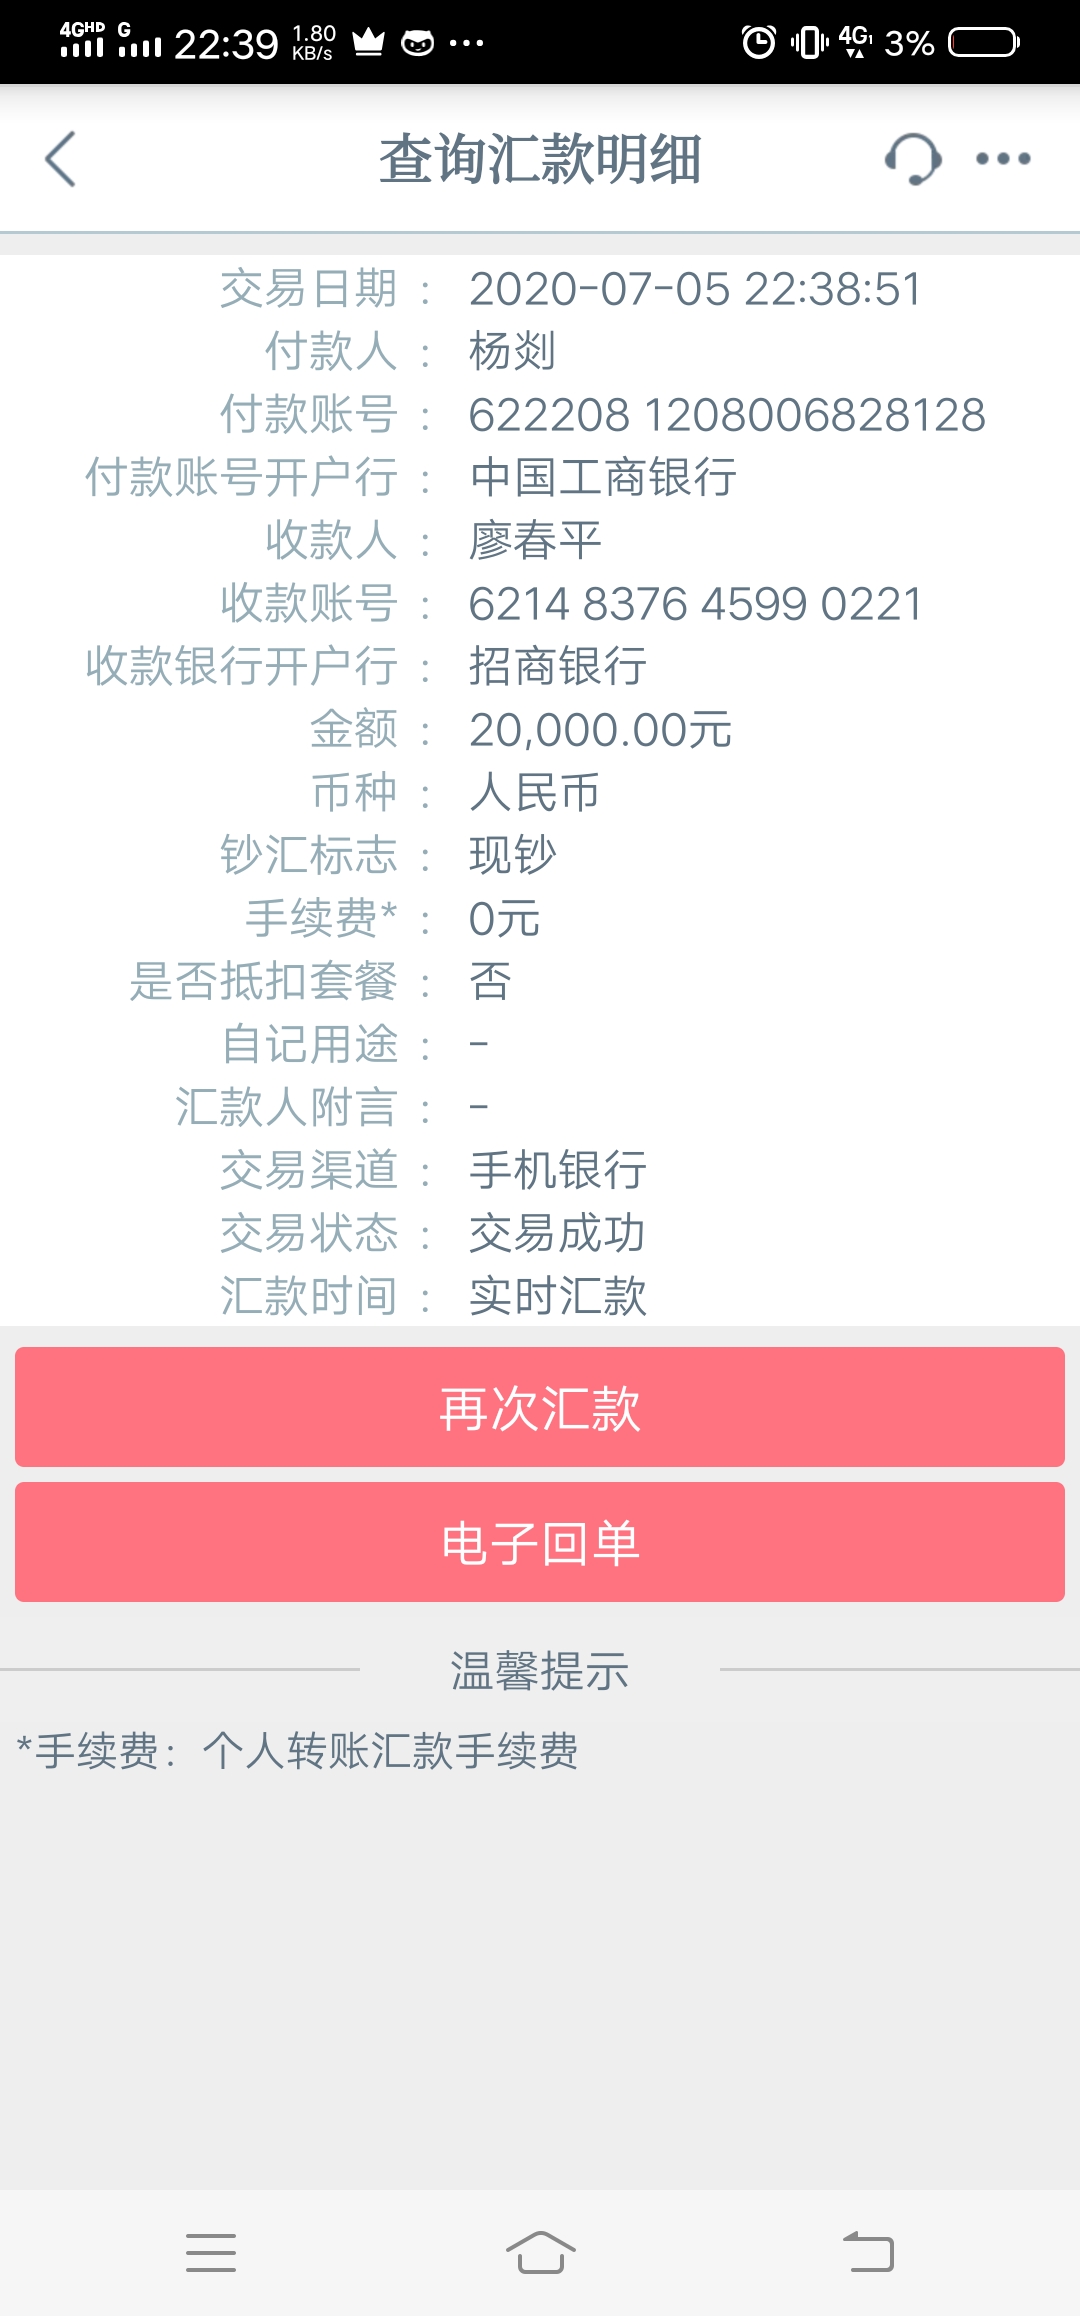 4GHD G 22:39 1.80 KB/s 4G 3%
查询汇款明细
交易日期 : 2020-07-05 22:38:51
付款人 : 杨剡
付款账号 : 622208 1208006828128
付款账号开户行 : 中国工商银行
收款人 : 廖春平
收款账号 : 6214 8376 4599 0221
收款银行开户行 : 招商银行
金额 : 20,000.00元
币种 : 人民币
钞汇标志 : 现钞
手续费* : 0元
是否抵扣套餐 : 否
自记用途 : -
汇款人附言 : -
交易渠道 : 手机银行
交易状态 : 交易成功
汇款时间 : 实时汇款
再次汇款
电子回单
温馨提示
*手续费：个人转账汇款手续费